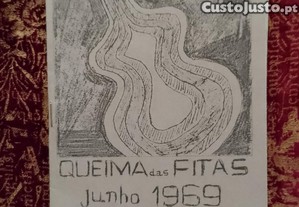 Custojusto.pt
QUEIMA das FITAS
junho 1969